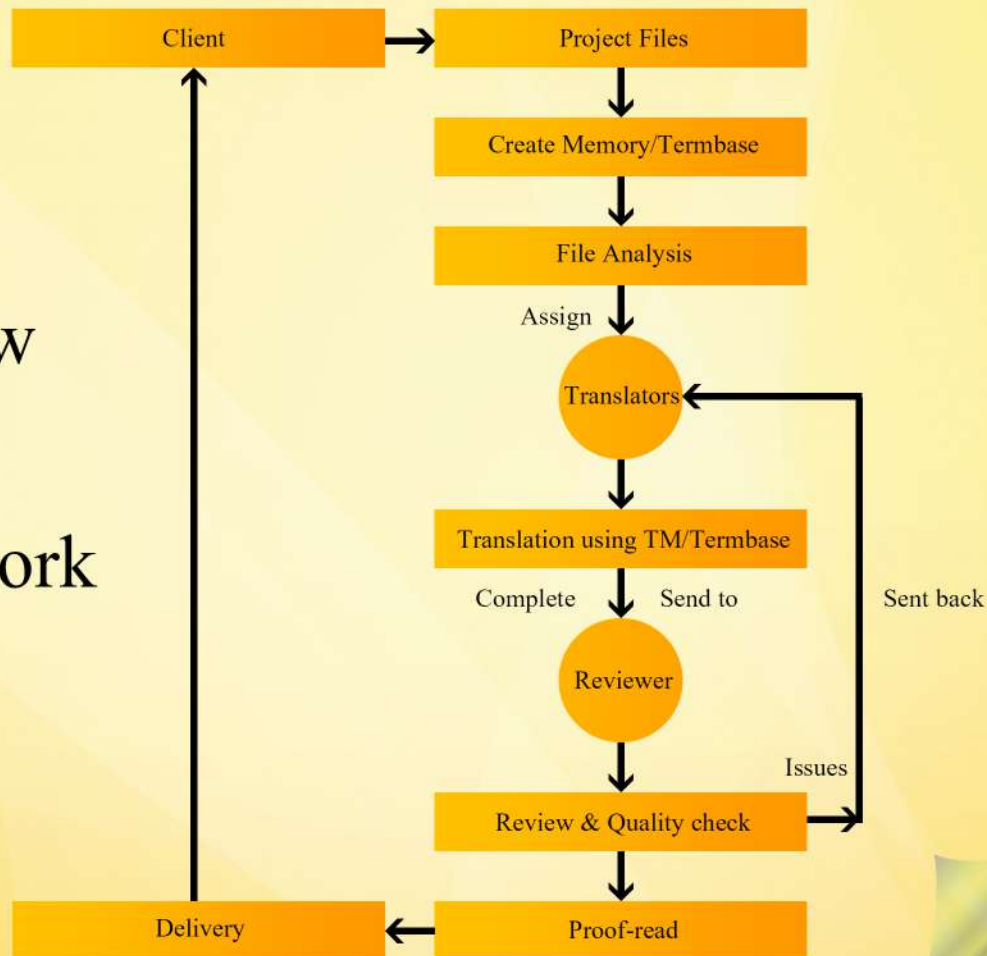 Client
Project Files
Create Memory/Termbase
File Analysis
Assign
Translators
Translation using TM/Termbase
Complete
Send to
Sent back
Reviewer
Issues
Review & Quality check
Delivery
Proof-read
ork